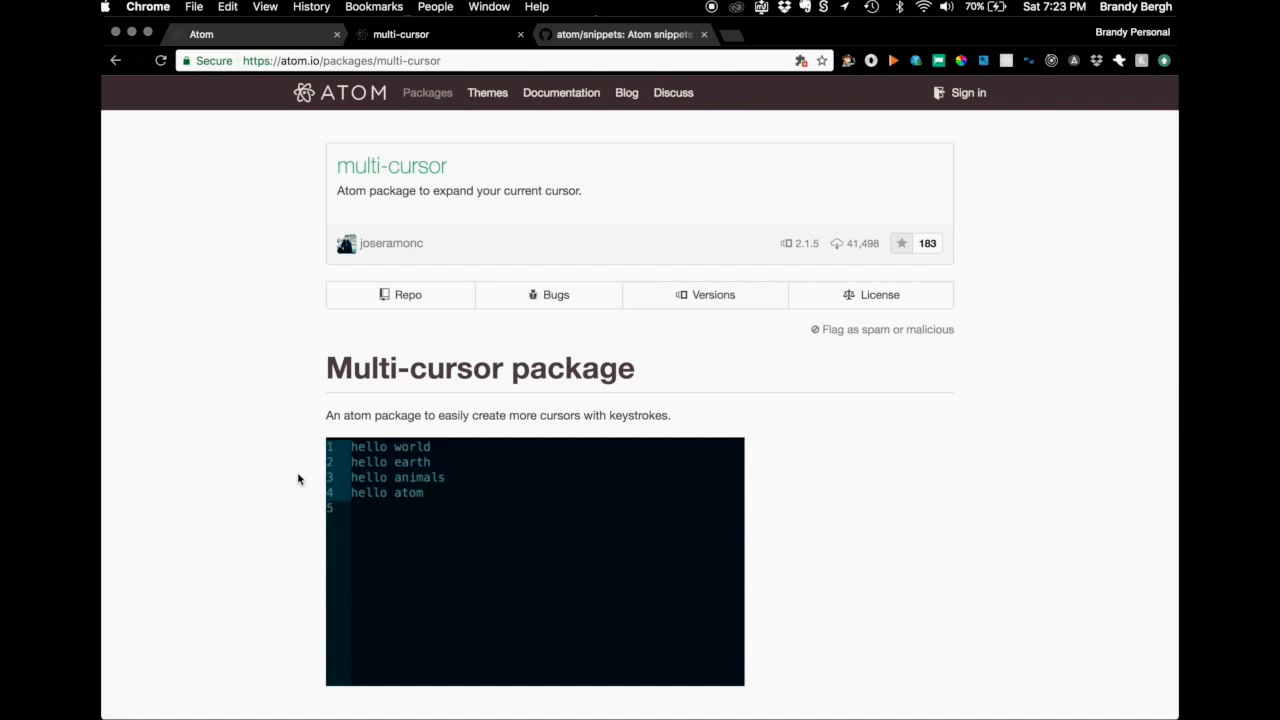 Chrome File Edit View History Bookmarks People Window Help 70% Sat 7:23 PM Brandy Bergh
Atom multi-cursor atom/snippets: Atom snippets Brandy Personal
Secure https://atom.io/packages/multi-cursor
ATOM Packages Themes Documentation Blog Discuss Sign in
multi-cursor
Atom package to expand your current cursor.
joseramonc 2.1.5 41,498 183
Repo Bugs Versions License
Flag as spam or malicious
Multi-cursor package
An atom package to easily create more cursors with keystrokes.
1 hello world
2 hello earth
3 hello animals
4 hello atom
5